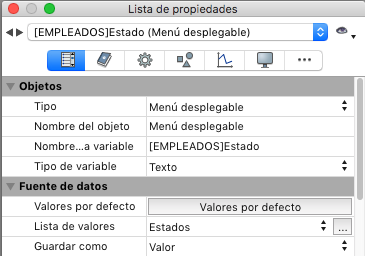 Lista de propiedades
[EMPLEADOS]Estado (Menú desplegable)
Objetos
Tipo Menú desplegable
Nombre del objeto Menú desplegable
Nombre...a variable [EMPLEADOS]Estado
Tipo de variable Texto
Fuente de datos
Valores por defecto Valores por defecto
Lista de valores Estados ...
Guardar como Valor